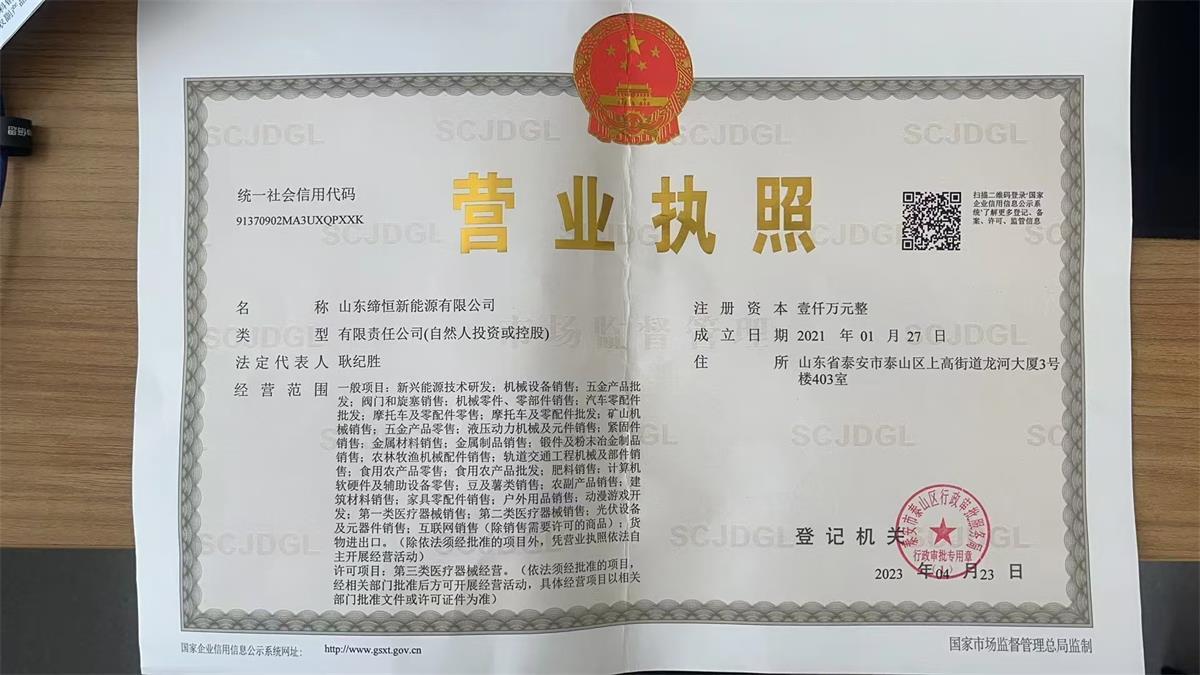 营业执照
统一社会信用代码
91370902MA3UXQPXXK
扫描二维码登录"国家
企业信用信息公示系
统"了解更多登记、备
案、许可、监管信息
名 称 山东缔恒新能源有限公司
类 型 有限责任公司(自然人投资或控股)
法定代表人 耿纪胜
经营范围 一般项目：新兴能源技术研发；机械设备销售；五金产品批
发；阀门和旋塞销售；机械零件、零部件销售；汽车零配件
批发；摩托车及零配件零售；摩托车及零配件批发；矿山机
械销售；五金产品零售；液压动力机械及元件销售；紧固件
销售；金属材料销售；金属制品销售；锻件及粉末冶金制品
销售；农林牧渔机械配件销售；轨道交通工程机械及部件销
售；食用农产品零售；食用农产品批发；肥料销售；计算机
软硬件及辅助设备零售；豆及薯类销售；农副产品销售；建
筑材料销售；家具零配件销售；户外用品销售；动漫游戏开
发；第一类医疗器械销售；第二类医疗器械销售；光伏设备
及元器件销售；互联网销售（除销售需要许可的商品）；货
物进出口。（除依法须经批准的项目外，凭营业执照依法自
主开展经营活动）
许可项目：第三类医疗器械经营。（依法须经批准的项目，
经相关部门批准后方可开展经营活动，具体经营项目以相关
部门批准文件或许可证件为准）
注册资本 壹仟万元整
成立日期 2021 年 01 月 27 日
住 所 山东省泰安市泰山区上高街道龙河大厦3号
楼403室
登记机关
泰安市泰山区行政审批服务局
行政审批专用章
2023 年 04 月 23 日
国家企业信用信息公示系统网址： http://www.gsxt.gov.cn
国家市场监督管理总局监制
SCJDGL
市场监督管理